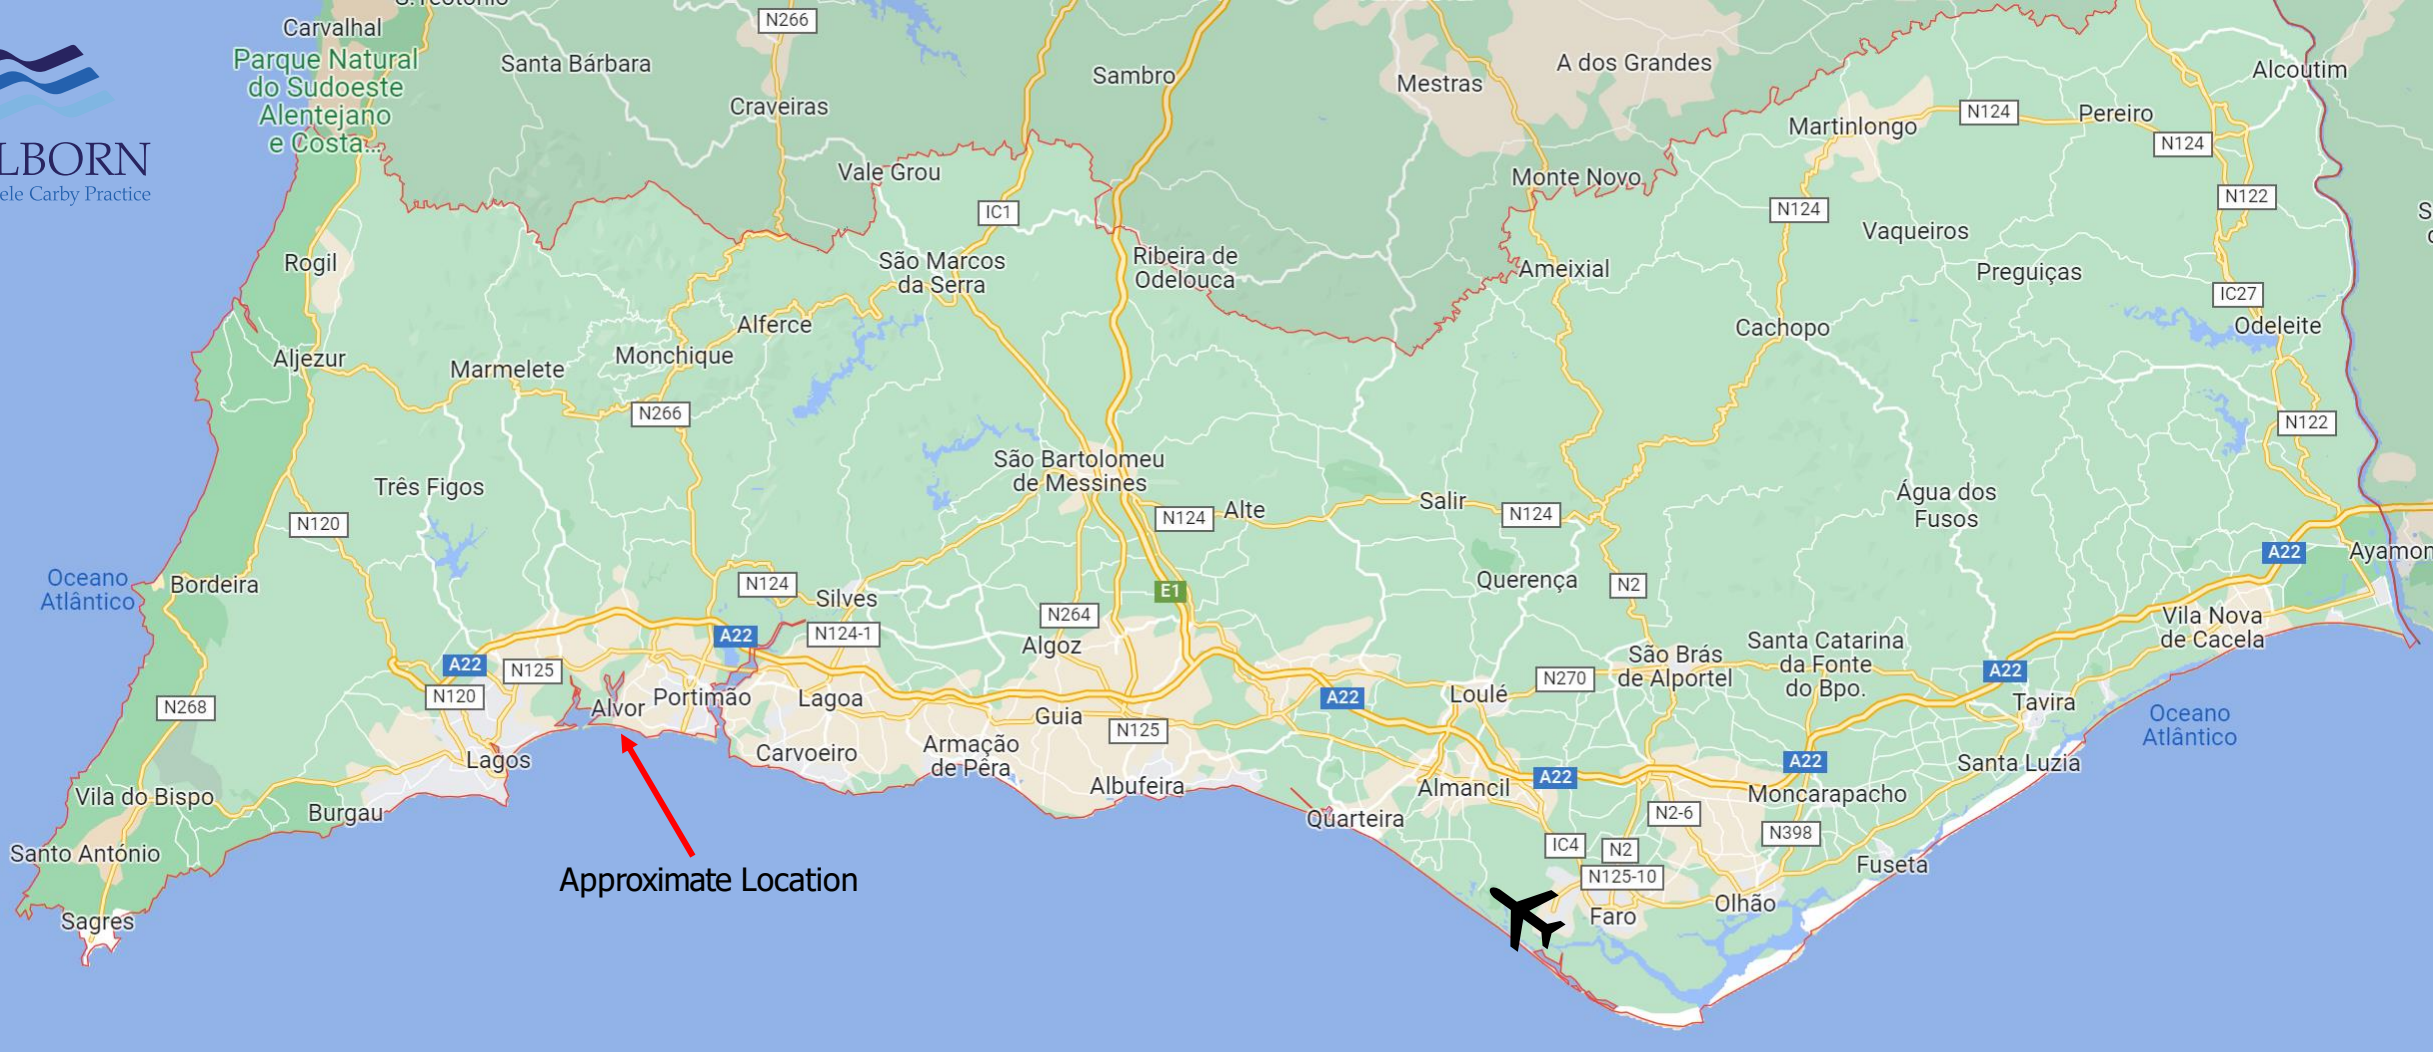 S. Teotónio
Carvalhal
Parque Natural
do Sudoeste
Alentejano
e Costa...
LBORN
ele Carby Practice
Santa Bárbara
N266
Craveiras
Sambro
Mestras
A dos Grandes
Alcoutim
Martinlongo
N124
Pereiro
N124
N122
Vale Grou
IC1
Monte Novo
N124
Vaqueiros
Rogil
São Marcos
da Serra
Ribeira de
Odelouca
Ameixial
Preguiças
IC27
Odeleite
Alferce
Cachopo
Aljezur
Marmelete
Monchique
N266
N122
São Bartolomeu
de Messines
Três Figos
N120
N124
Alte
Salir
N124
Água dos
Fusos
A22
Ayamon
Oceano
Atlântico
Bordeira
N124
Silves
E1
Querença
N2
N264
Algoz
A22
N124-1
Vila Nova
de Cacela
Santa Catarina
da Fonte
do Bpo.
São Brás
de Alportel
N270
A22
A22
N125
N120
N268
Alvor
Portimão
Lagoa
Guia
N125
A22
Loulé
Tavira
Oceano
Atlântico
Lagos
Carvoeiro
Armação
de Pêra
Albufeira
Almancil
A22
A22
Santa Luzia
Moncarapacho
Vila do Bispo
Burgau
Quarteira
N2-6
N398
Santo António
IC4
N2
N125-10
Fuseta
Approximate Location
Sagres
Faro
Olhão